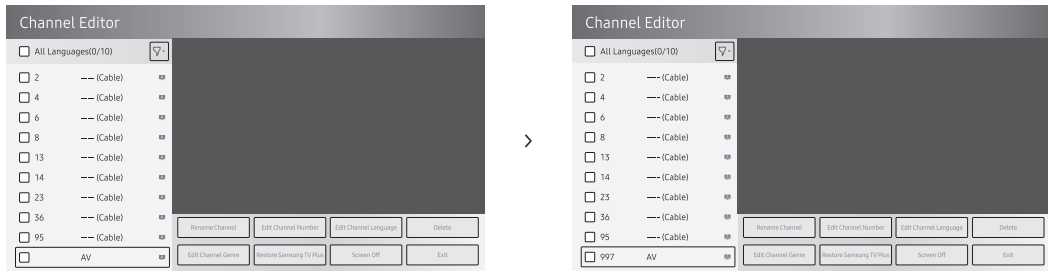 Channel Editor
All Languages(0/10)
2 –– (Cable)
4 –– (Cable)
6 –– (Cable)
8 –– (Cable)
13 –– (Cable)
14 –– (Cable)
23 –– (Cable)
36 –– (Cable)
95 –– (Cable)
AV
Rename Channel Edit Channel Number Edit Channel Language Delete
Edit Channel Genre Restore Samsung TV Plus Screen Off Exit
>
Channel Editor
All Languages(0/10)
2 –– (Cable)
4 –– (Cable)
6 –– (Cable)
8 –– (Cable)
13 –– (Cable)
14 –– (Cable)
23 –– (Cable)
36 –– (Cable)
95 –– (Cable)
997 AV
Rename Channel Edit Channel Number Edit Channel Language Delete
Edit Channel Genre Restore Samsung TV Plus Screen Off Exit